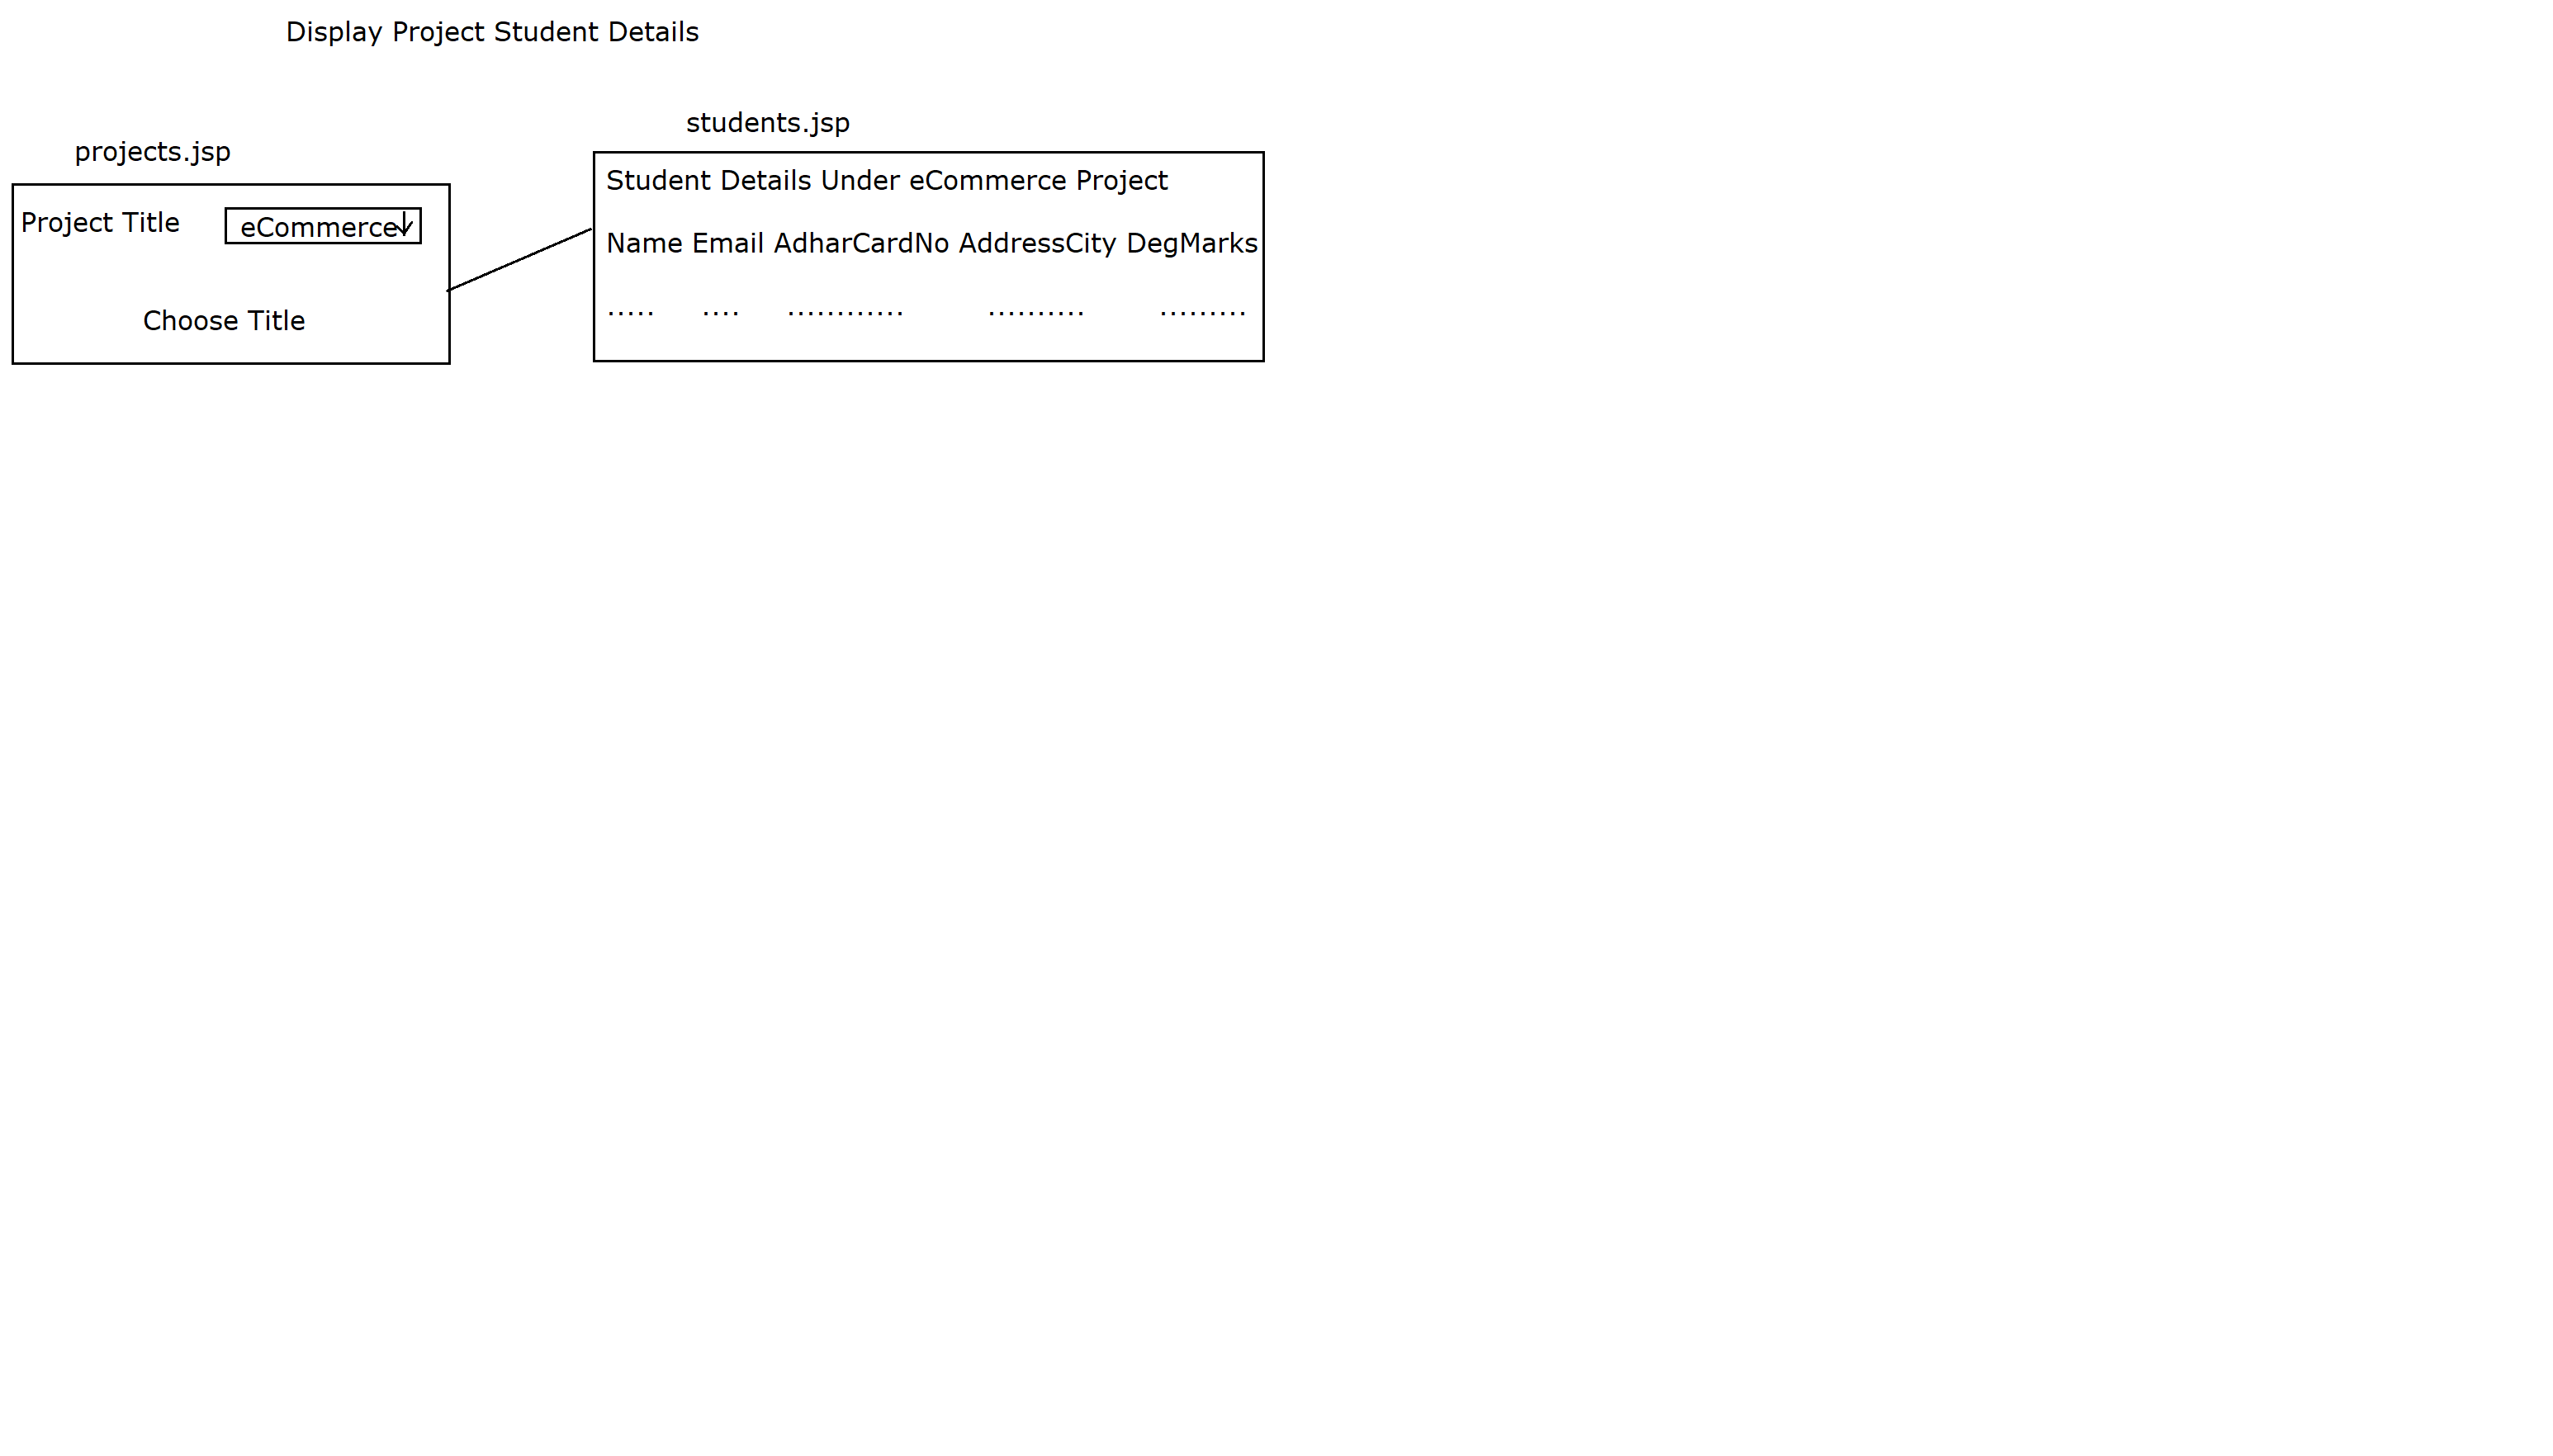 Display Project Student Details
projects.jsp
Project Title eCommerce
Choose Title
students.jsp
Student Details Under eCommerce Project
Name Email AdharCardNo AddressCity DegMarks
..... .... ............ .......... .........